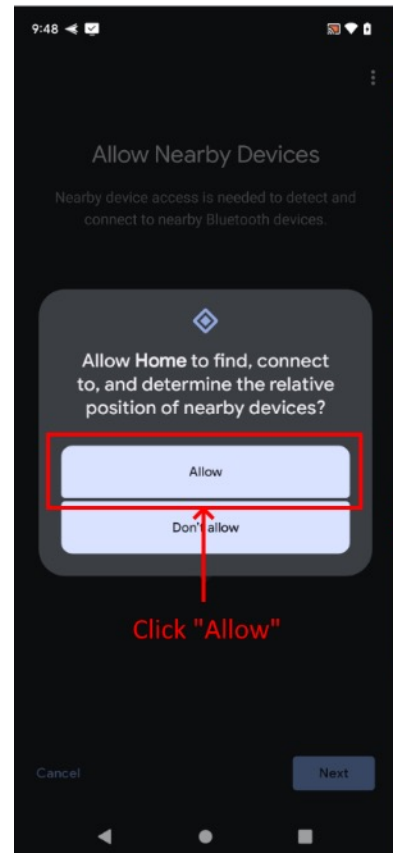 9:48
Allow Nearby Devices
Nearby device access is needed to detect and
connect to nearby Bluetooth devices.
Allow Home to find, connect
to, and determine the relative
position of nearby devices?
Allow
Don't allow
Click "Allow"
Cancel
Next